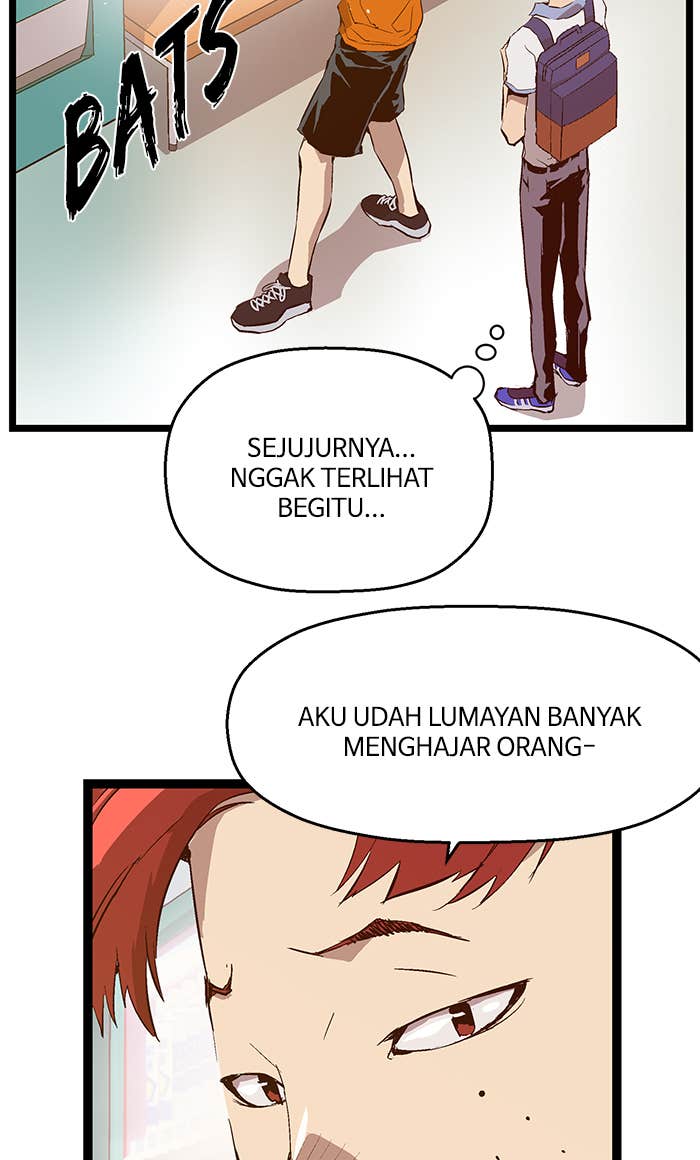 BATS
SEJUJURNYA...
NGGAK TERLIHAT
BEGITU...
AKU UDAH LUMAYAN BANYAK
MENGHAJAR ORANG-